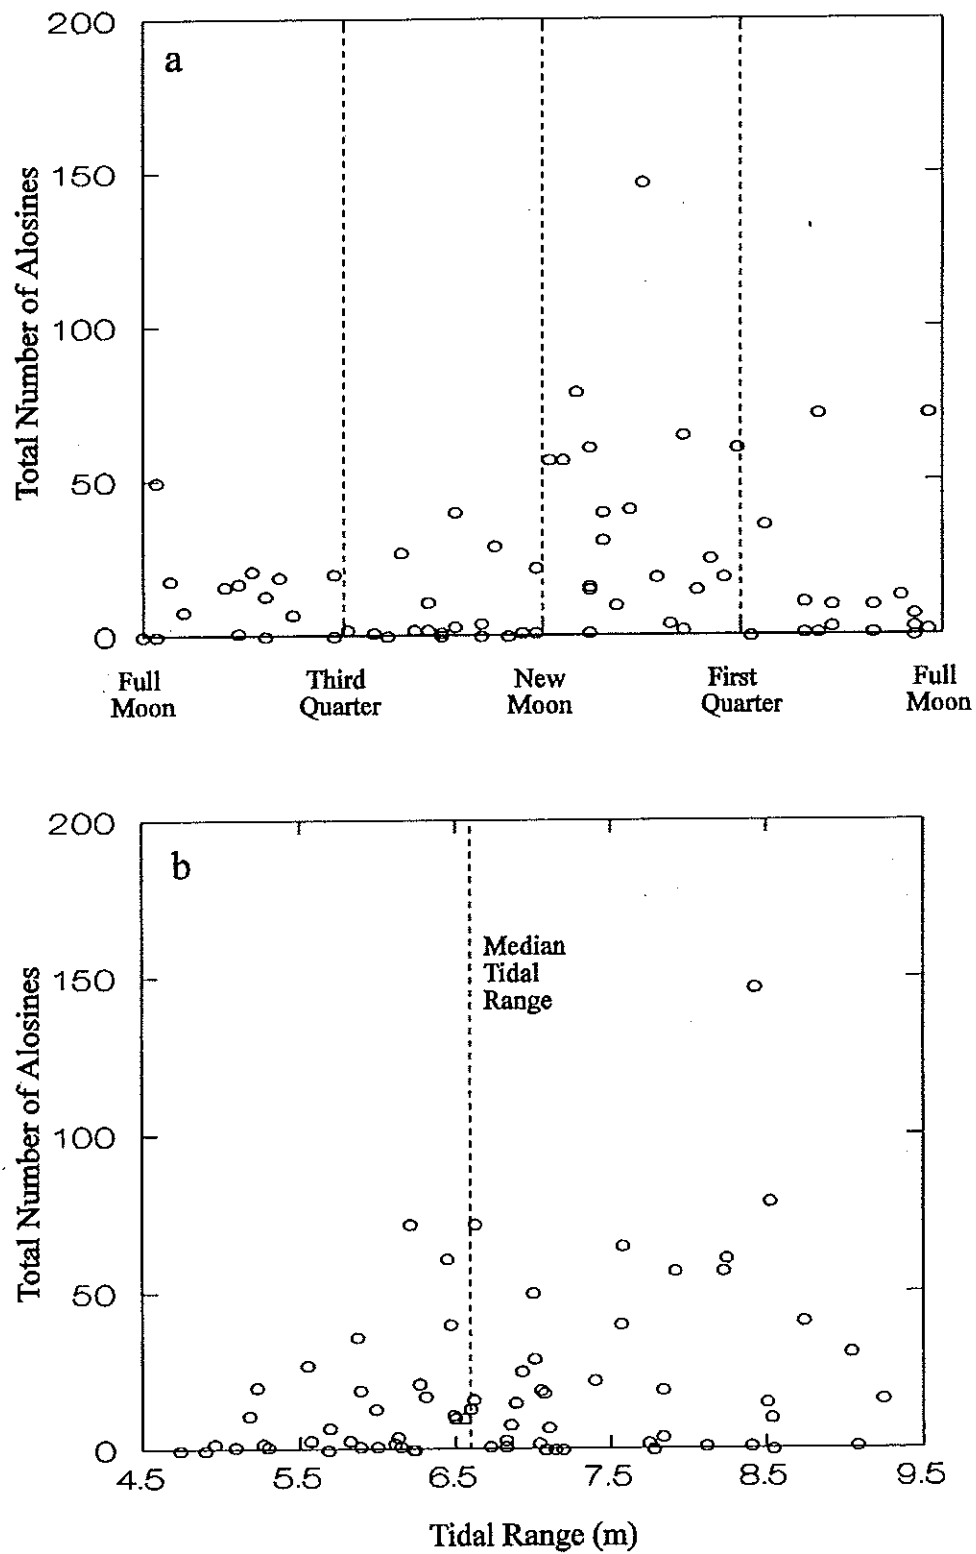 200
a
150
100
50
0
Total Number of Alosines
Full Moon
Third Quarter
New Moon
First Quarter
Full Moon
200
b
Median
Tidal
Range
150
100
50
0
Total Number of Alosines
4.5 5.5 6.5 7.5 8.5 9.5
Tidal Range (m)